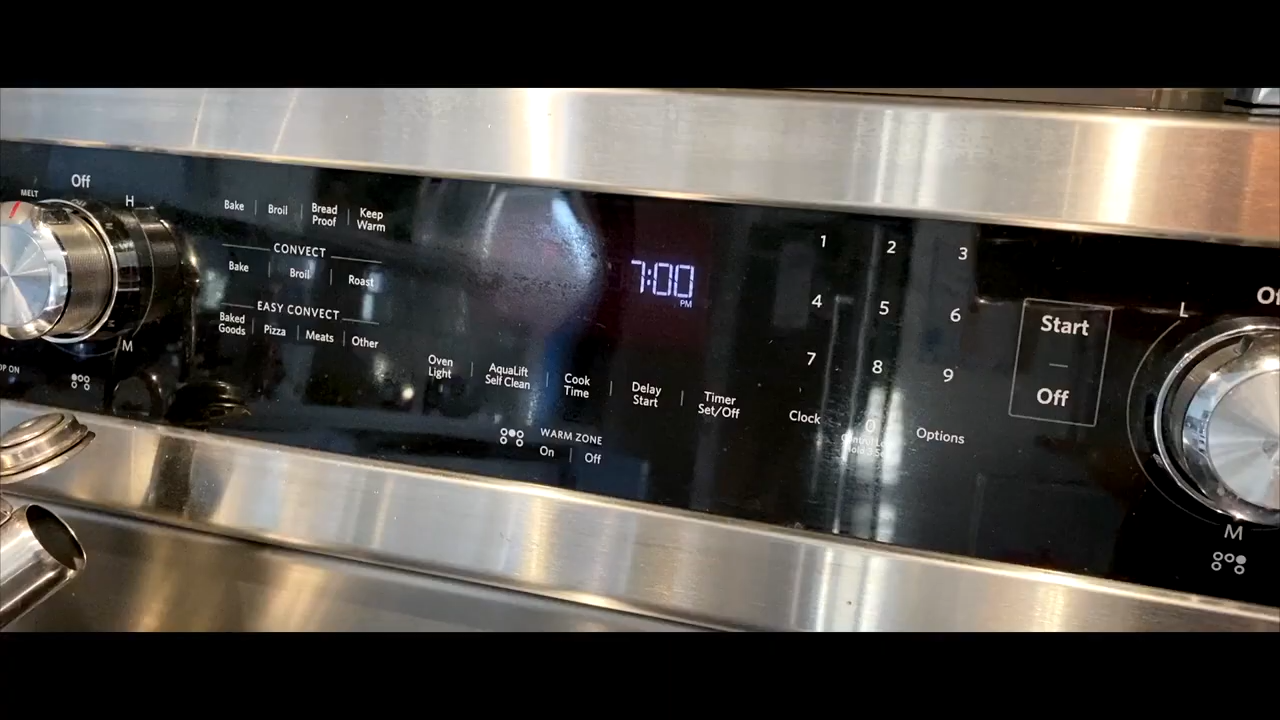 MELT
Off
H
M
OP ON
Bake | Broil | Bread Proof | Keep Warm
CONVECT
Bake | Broil | Roast
EASY CONVECT
Baked Goods | Pizza | Meats | Other
Oven Light | AquaLift Self Clean | Cook Time | Delay Start | Timer Set/Off
WARM ZONE
On | Off
7:00
PM
1 2 3
4 5 6
7 8 9
Clock 0 Options
Start
Off
L
M